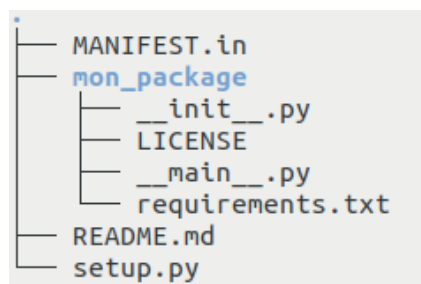 .
MANIFEST.in
mon_package
__init__.py
LICENSE
__main__.py
requirements.txt
README.md
setup.py